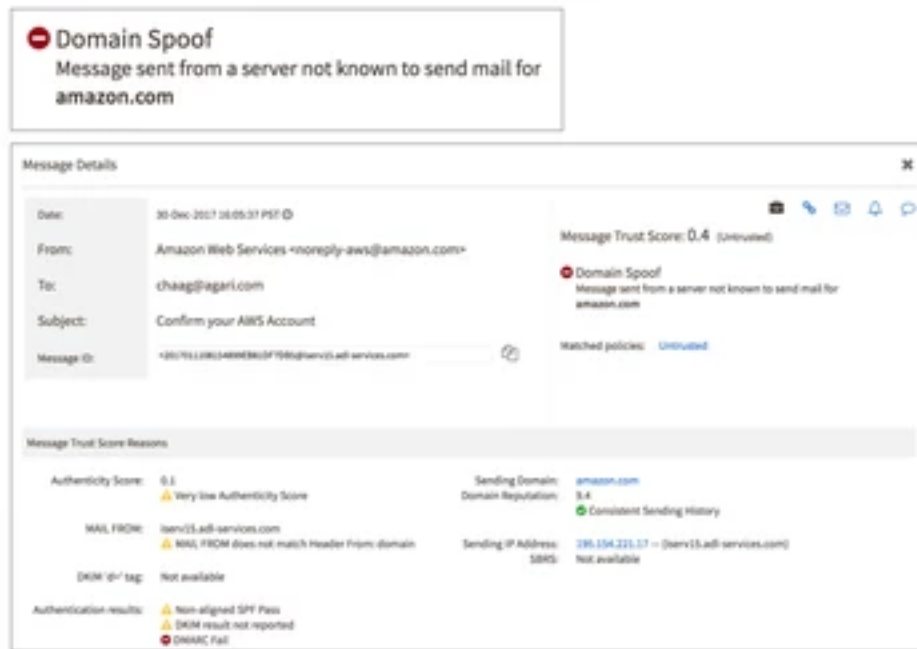 Domain Spoof
Message sent from a server not known to send mail for
amazon.com
Message Details
Date: 30-Dec-2017 16:05:37 PST
From: Amazon Web Services <noreply-aws@amazon.com>
To: chaag@agari.com
Subject: Confirm your AWS Account
Message ID:
Message Trust Score: 0.4 (Untrusted)
Domain Spoof
Message sent from a server not known to send mail for
amazon.com
Matched policies: Untrusted
Message Trust Score Reasons
Authenticity Score: 0.1
Very low Authenticity Score
MAIL FROM: iserv15.adl-services.com
MAIL FROM does not match Header From: domain
DKIM 'd=' tag: Not available
Authentication results: Non-aligned SPF Pass
DKIM result not reported
DMARC Fail
Sending Domain: amazon.com
Domain Reputation:
Consistent Sending History
Sending IP Address: (iserv15.adl-services.com)
SBRS: Not available